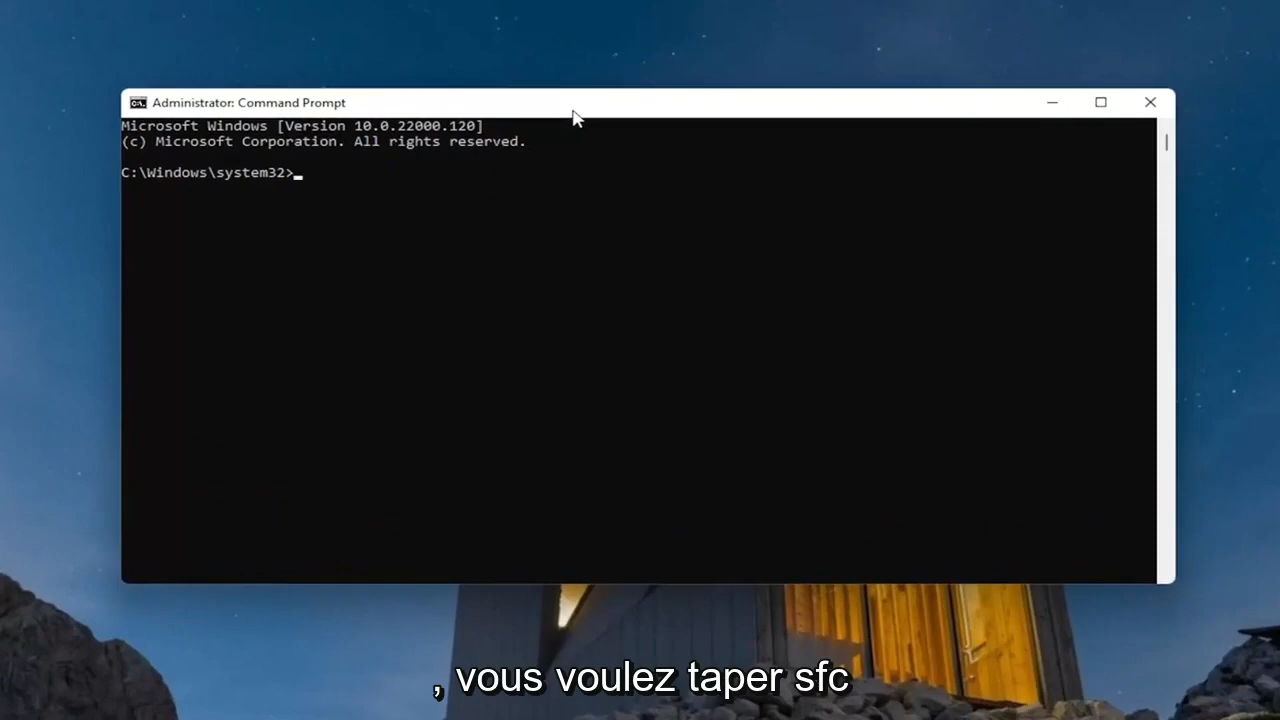 Administrator: Command Prompt
Microsoft Windows [Version 10.0.22000.120]
(c) Microsoft Corporation. All rights reserved.
C:\Windows\system32>
, vous voulez taper sfc